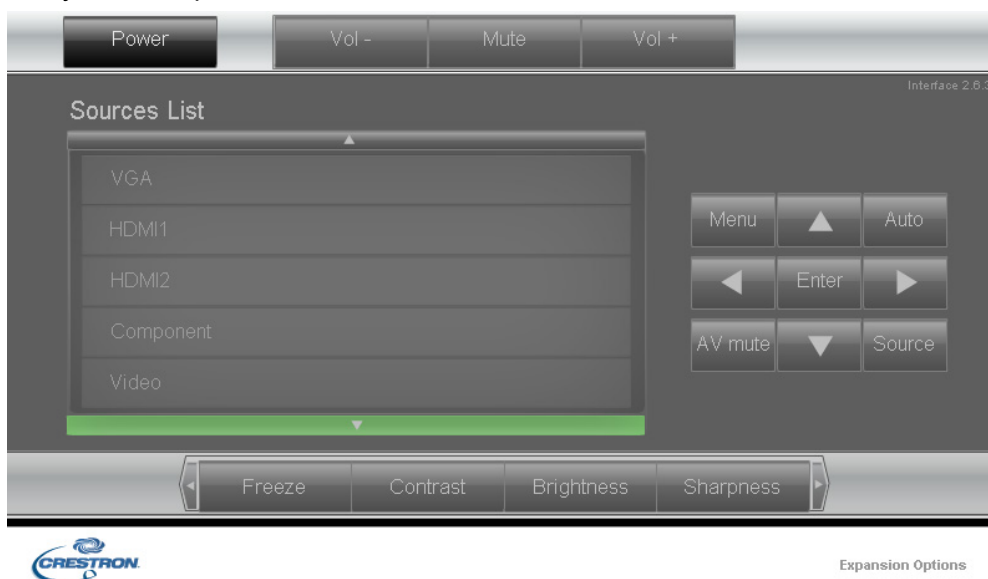 Power Vol - Mute Vol +
Interface 2.6.3
Sources List
VGA
HDMI1
HDMI2
Component
Video
Menu Auto
Enter
AV mute Source
Freeze Contrast Brightness Sharpness
CRESTRON
Expansion Options